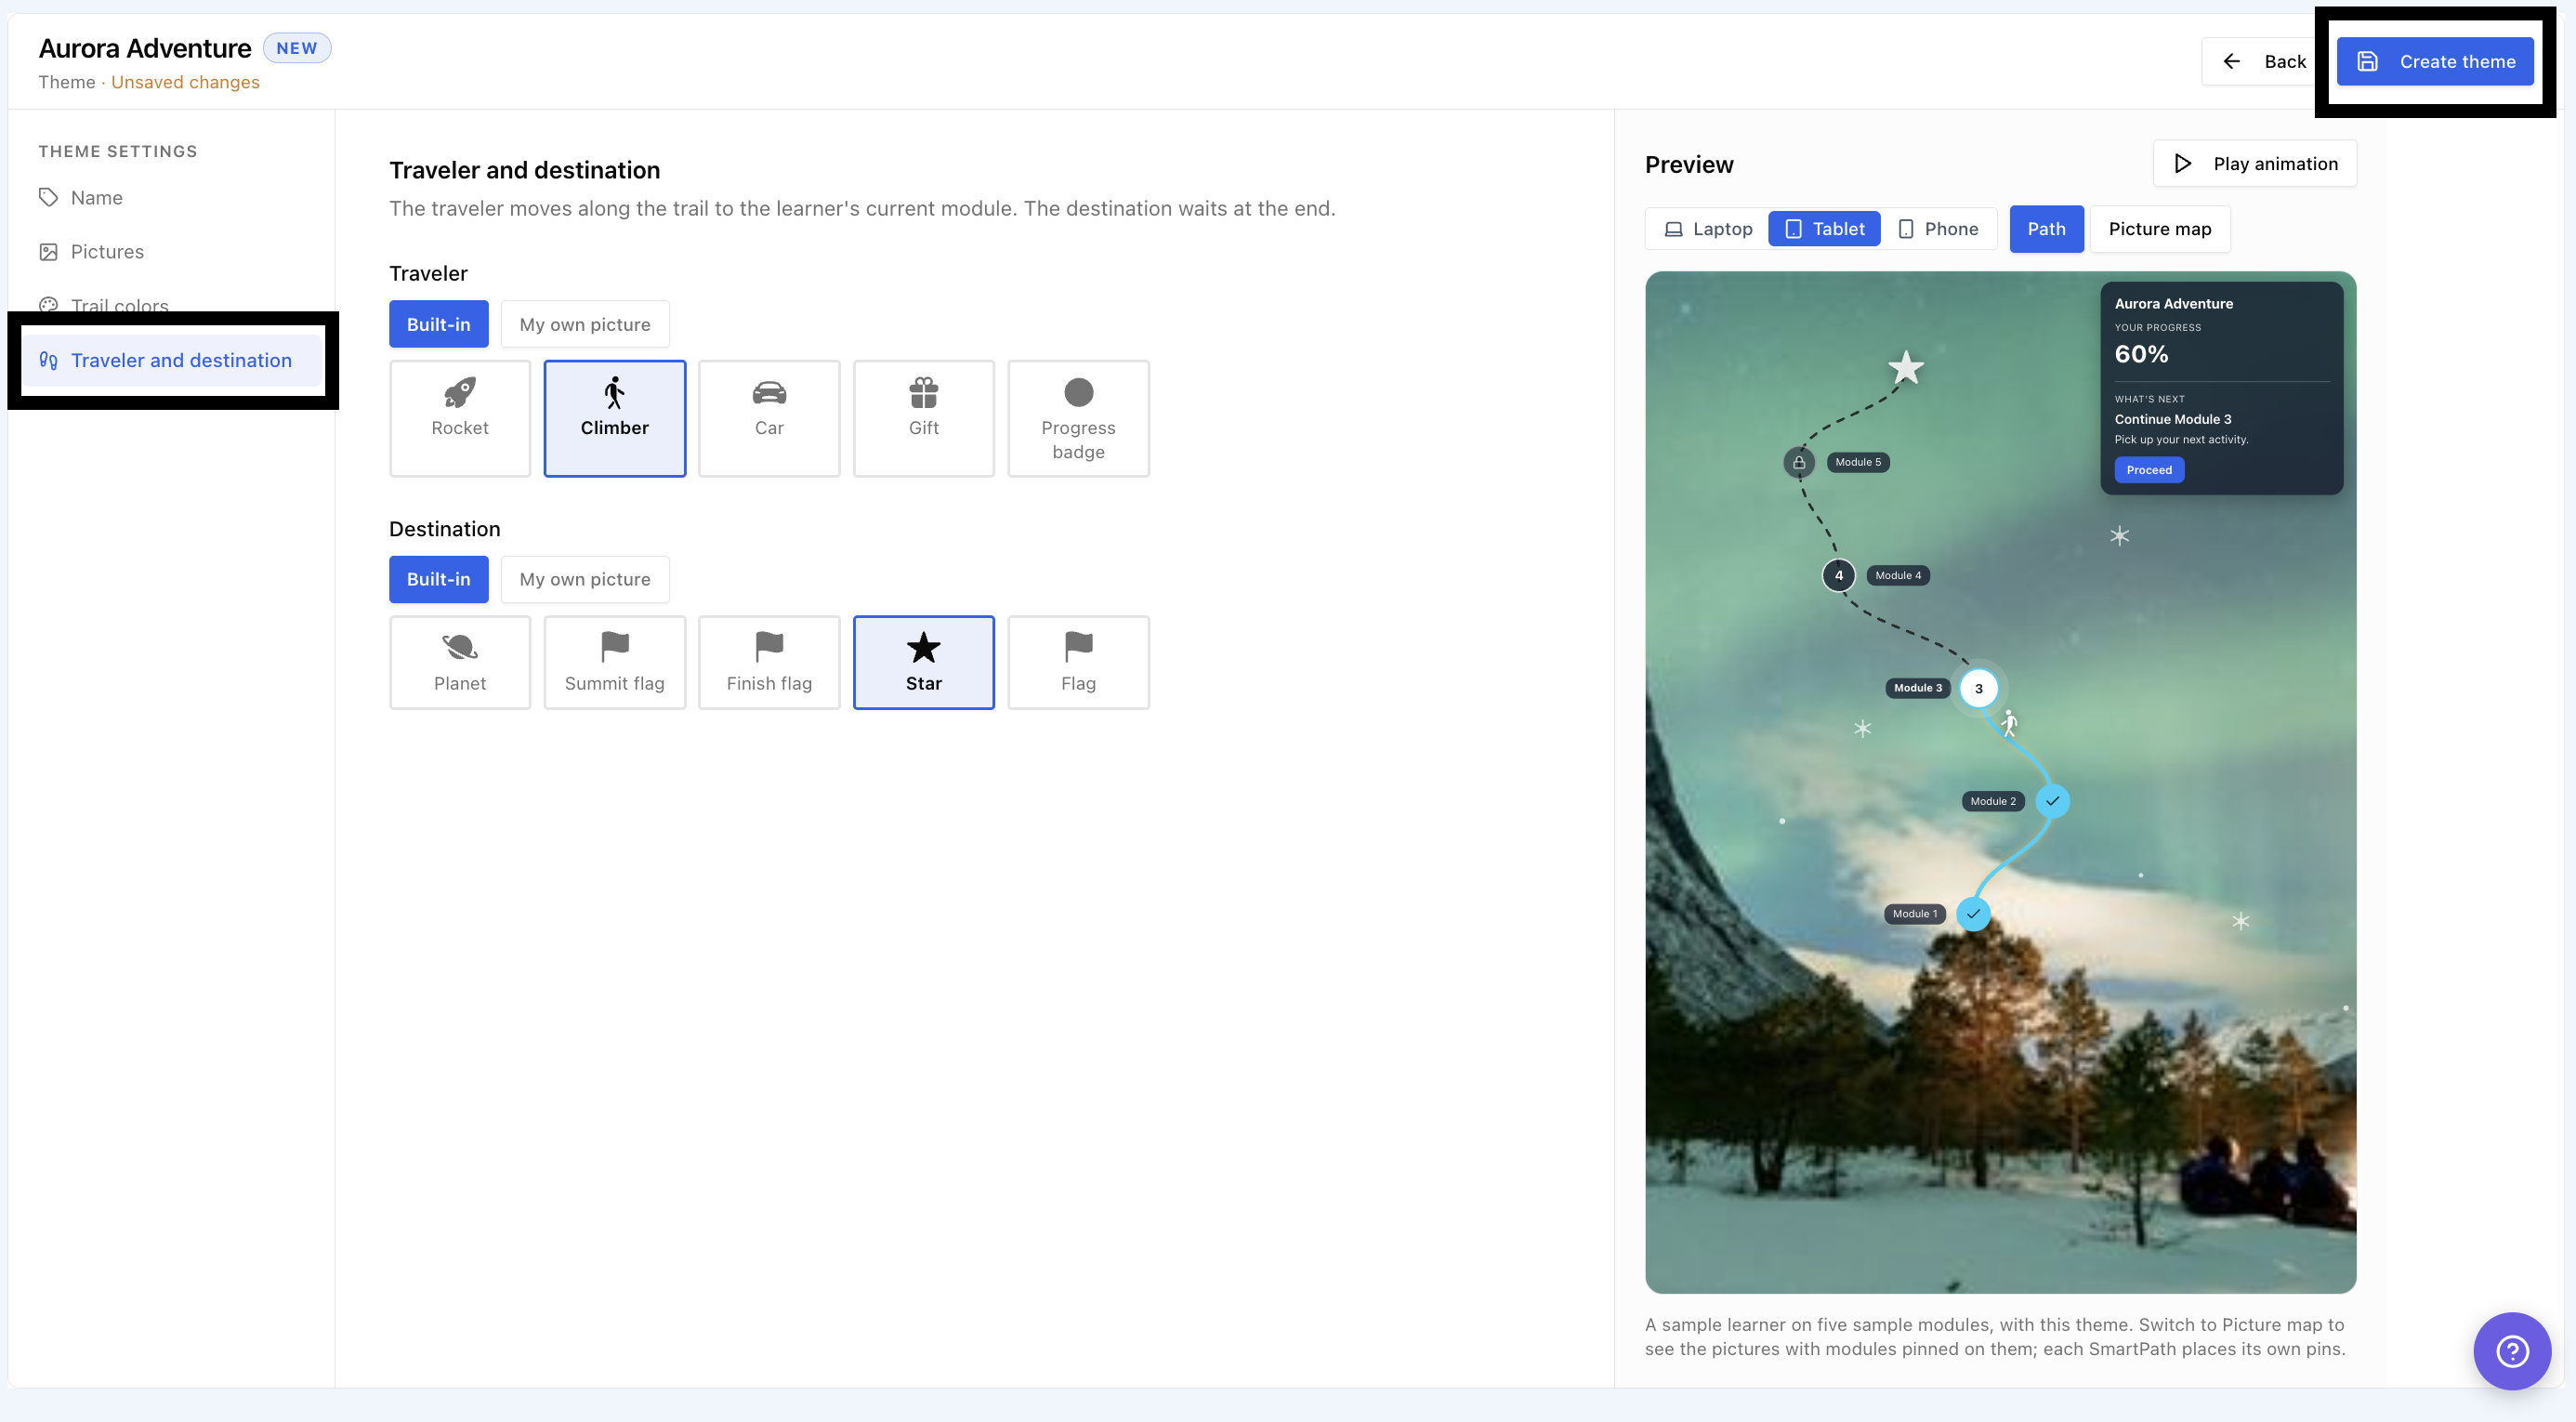 Aurora Adventure NEW
Theme · Unsaved changes
Back
Create theme
THEME SETTINGS
Name
Pictures
Trail colors
Traveler and destination
Traveler and destination
The traveler moves along the trail to the learner's current module. The destination waits at the end.
Traveler
Built-in My own picture
Rocket Climber Car Gift Progress
badge
Destination
Built-in My own picture
Planet Summit flag Finish flag Star Flag
Preview
Play animation
Laptop Tablet Phone Path Picture map
Aurora Adventure
YOUR PROGRESS
60%
WHAT'S NEXT
Continue Module 3
Pick up your next activity.
Proceed
Module 5
4 Module 4
Module 3 3
Module 2
Module 1
A sample learner on five sample modules, with this theme. Switch to Picture map to
see the pictures with modules pinned on them; each SmartPath places its own pins.
?